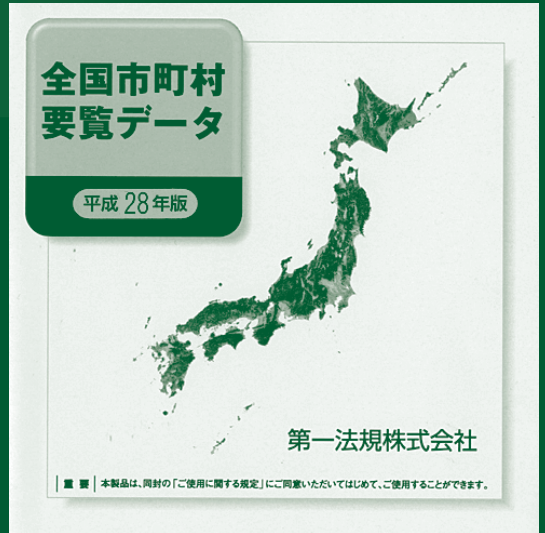 全国市町村
要覧データ
平成28年版
第一法規株式会社
重要 本製品は、同封の「ご使用に関する規定」にご同意いただいてはじめて、ご使用することができます。